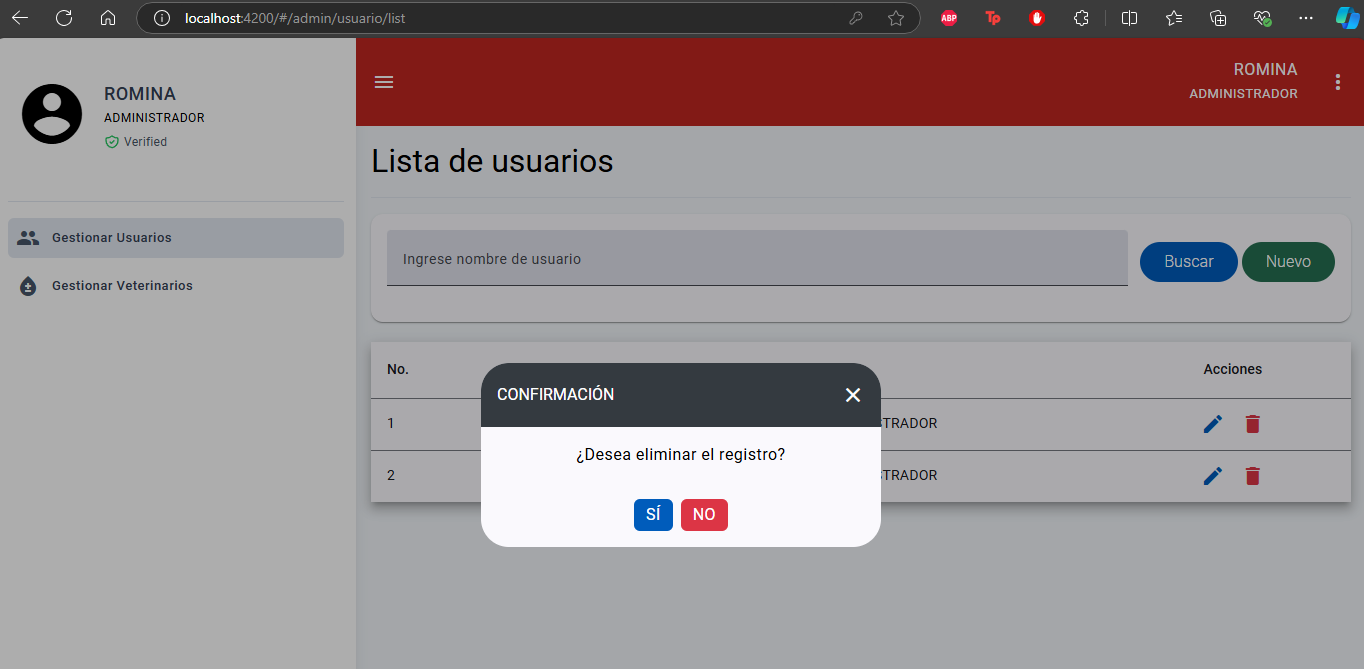 localhost:4200/#/admin/usuario/list
ABP
Tp
ROMINA
ADMINISTRADOR
Verified
Gestionar Usuarios
Gestionar Veterinarios
ROMINA
ADMINISTRADOR
Lista de usuarios
Ingrese nombre de usuario
Buscar
Nuevo
No.
Acciones
1
STRADOR
2
STRADOR
CONFIRMACIÓN
¿Desea eliminar el registro?
SÍ
NO